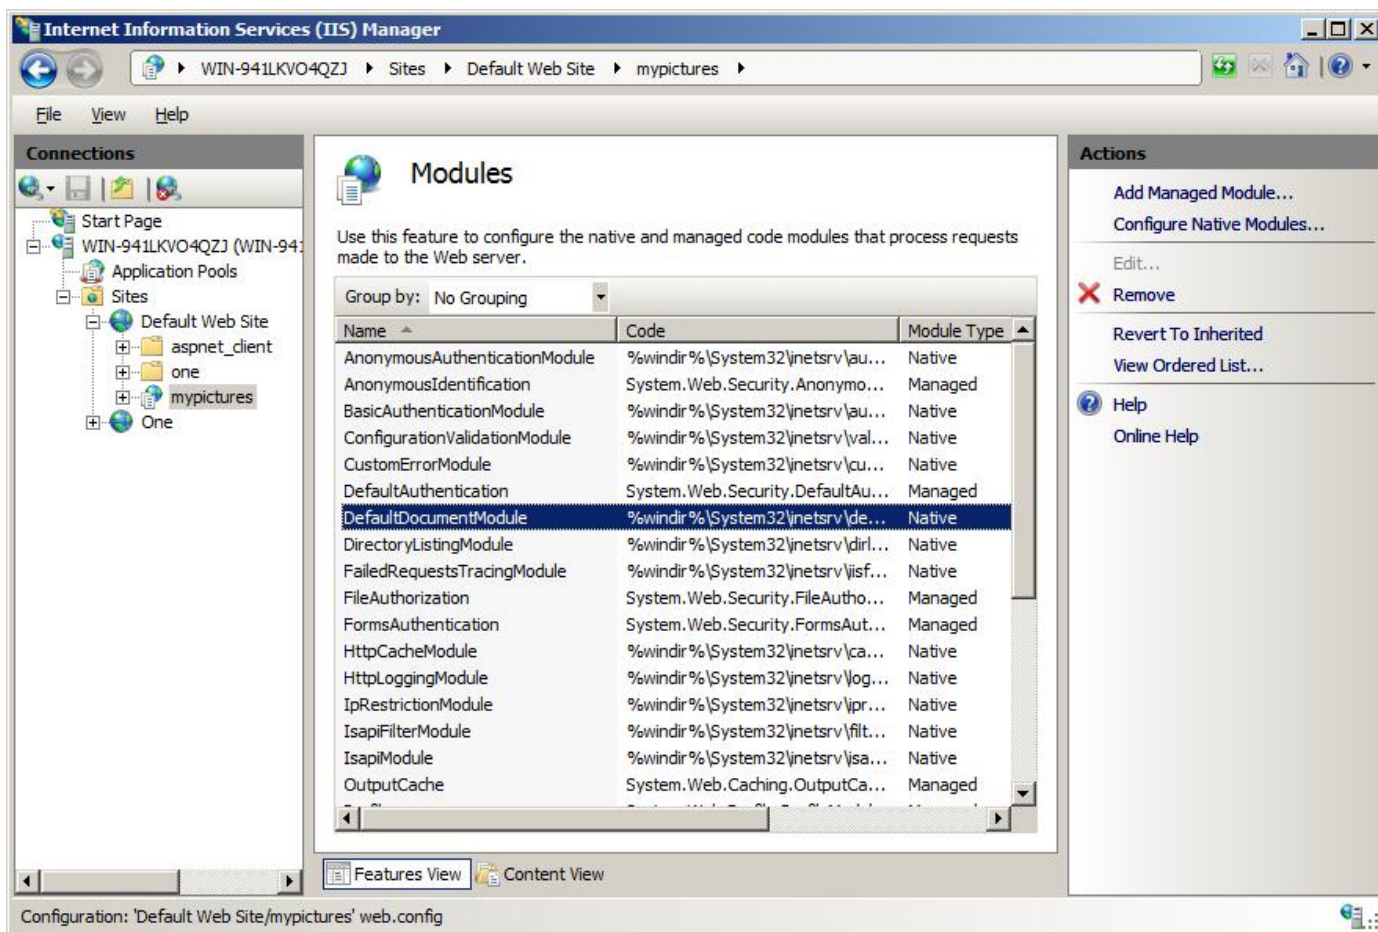 Internet Information Services (IIS) Manager
WIN-941LKVO4QZJ Sites Default Web Site mypictures
File View Help
Connections
Start Page
WIN-941LKVO4QZJ (WIN-941
Application Pools
Sites
Default Web Site
aspnet_client
one
mypictures
One
Modules
Use this feature to configure the native and managed code modules that process requests
made to the Web server.
Group by: No Grouping
Name Code Module Type
AnonymousAuthenticationModule %windir%\System32\inetsrv\au... Native
AnonymousIdentification System.Web.Security.Anonymo... Managed
BasicAuthenticationModule %windir%\System32\inetsrv\au... Native
ConfigurationValidationModule %windir%\System32\inetsrv\val... Native
CustomErrorModule %windir%\System32\inetsrv\cu... Native
DefaultAuthentication System.Web.Security.DefaultAu... Managed
DefaultDocumentModule %windir%\System32\inetsrv\de... Native
DirectoryListingModule %windir%\System32\inetsrv\dirl... Native
FailedRequestsTracingModule %windir%\System32\inetsrv\iisf... Native
FileAuthorization System.Web.Security.FileAutho... Managed
FormsAuthentication System.Web.Security.FormsAut... Managed
HttpCacheModule %windir%\System32\inetsrv\ca... Native
HttpLoggingModule %windir%\System32\inetsrv\log... Native
IpRestrictionModule %windir%\System32\inetsrv\ipr... Native
IsapiFilterModule %windir%\System32\inetsrv\filt... Native
IsapiModule %windir%\System32\inetsrv\isa... Native
OutputCache System.Web.Caching.OutputCa... Managed
Features View Content View
Actions
Add Managed Module...
Configure Native Modules...
Edit...
Remove
Revert To Inherited
View Ordered List...
Help
Online Help
Configuration: 'Default Web Site/mypictures' web.config